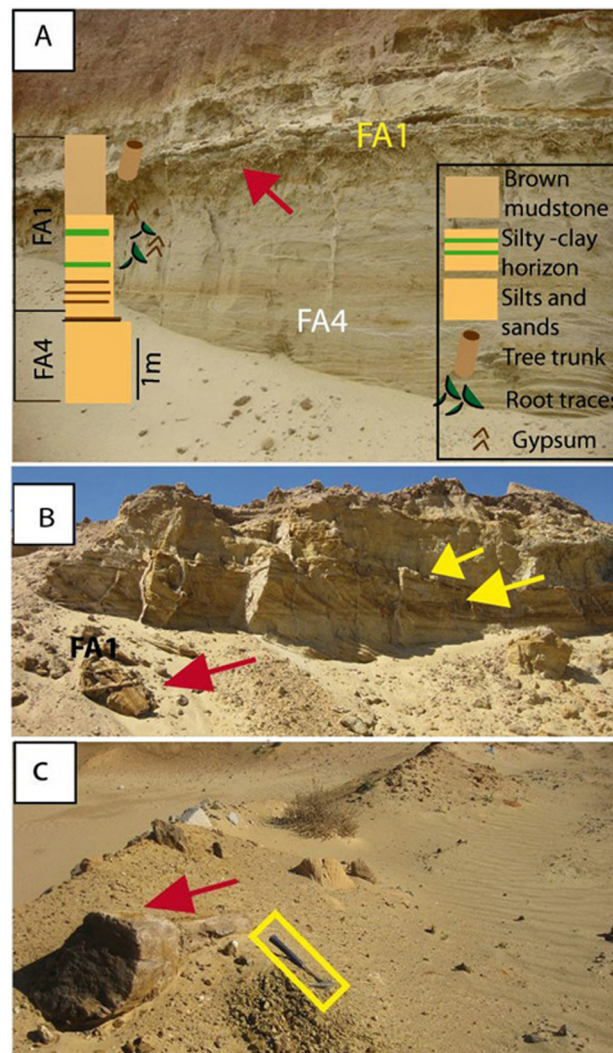 A
FA1
FA1
FA4
FA4
1m
Brown
mudstone
Silty -clay
horizon
Silts and
sands
Tree trunk
Root traces
Gypsum
B
FA1
C